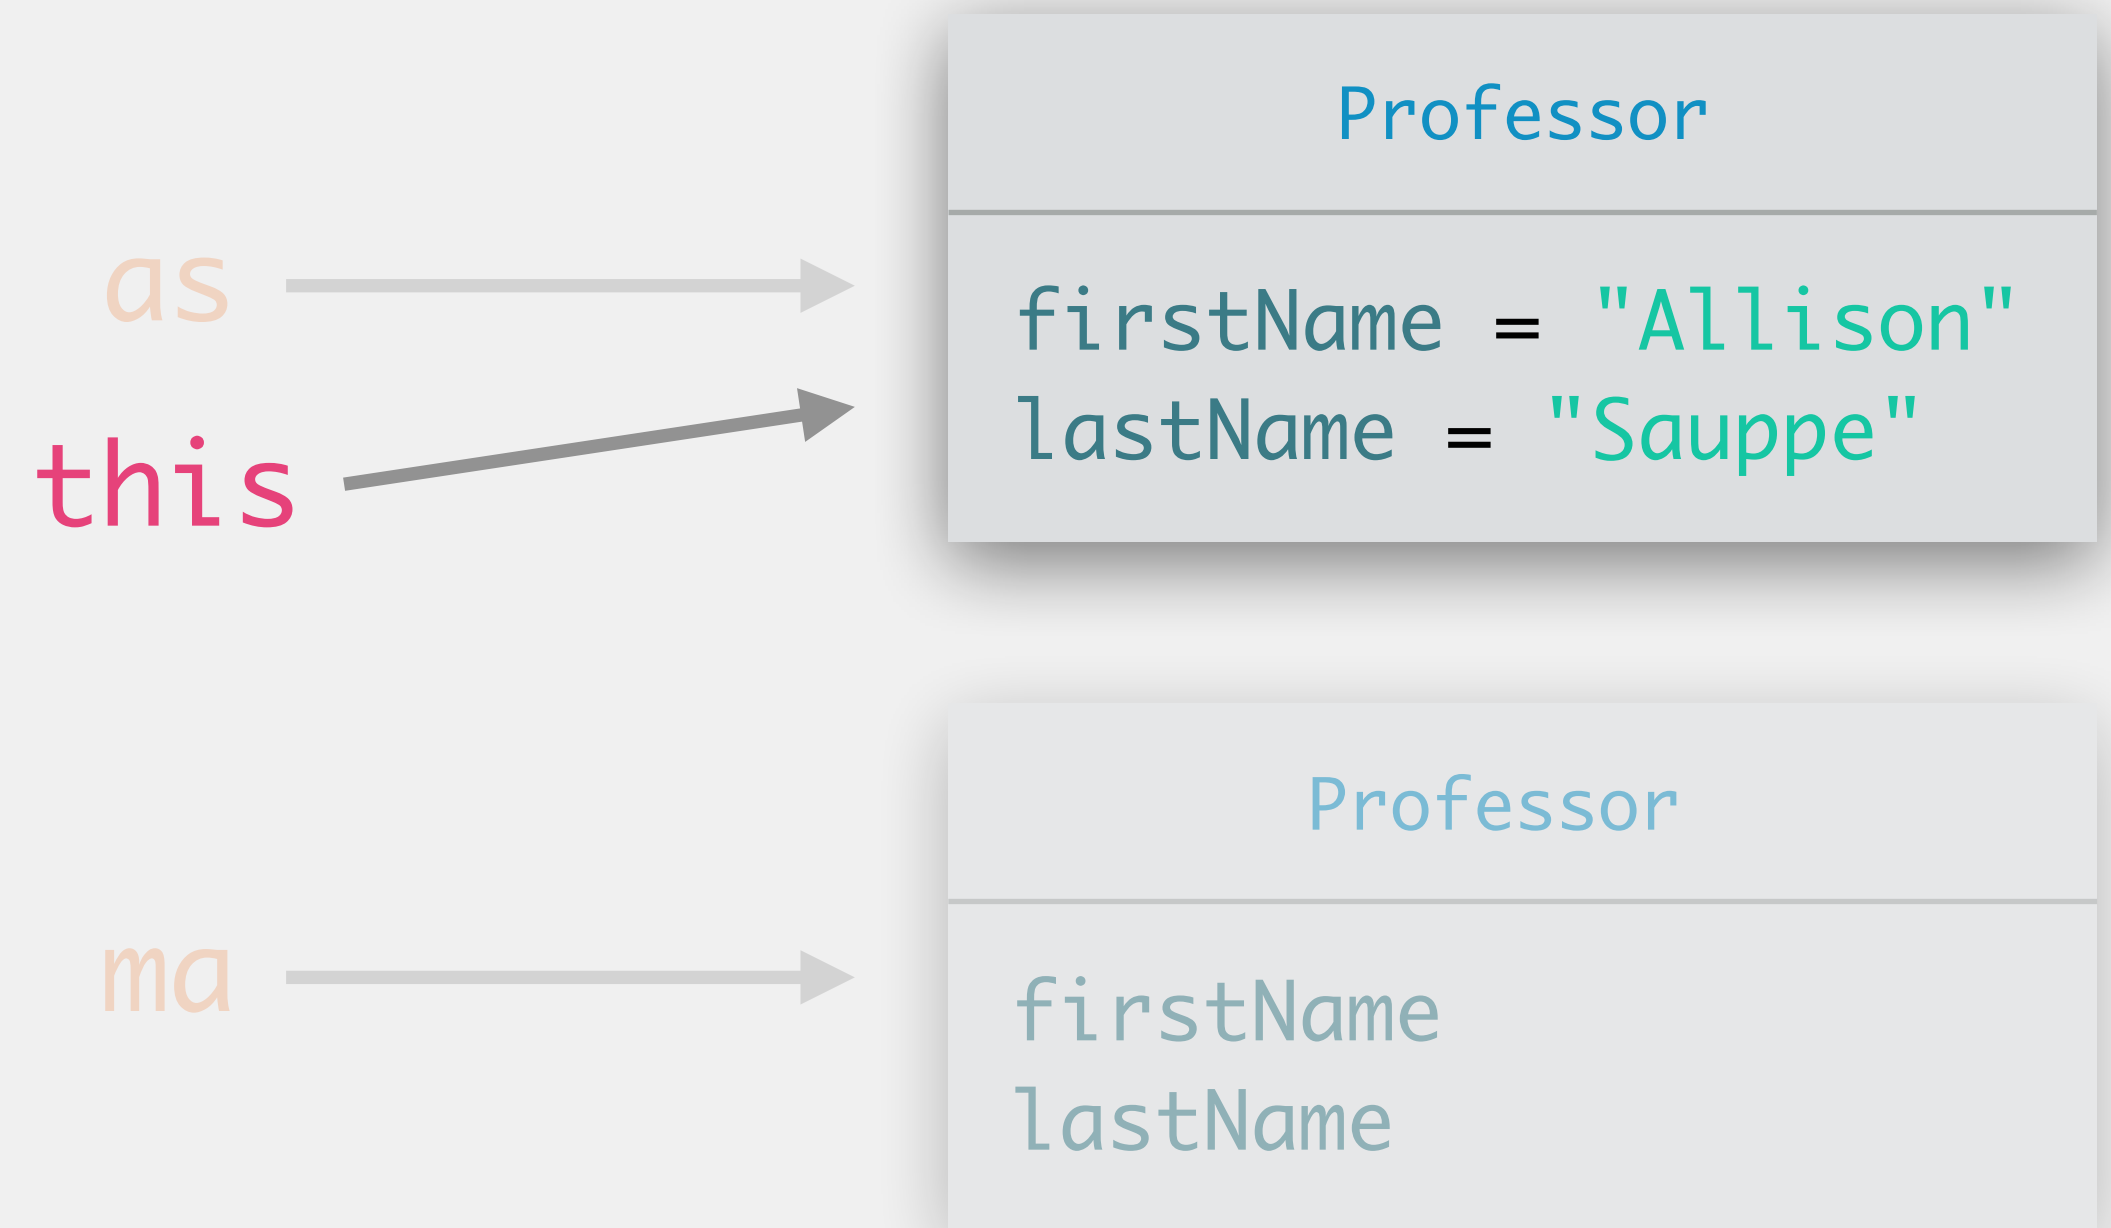 Professor
as
firstName = "Allison"
lastName = "Sauppe"
this
Professor
ma
firstName
lastName